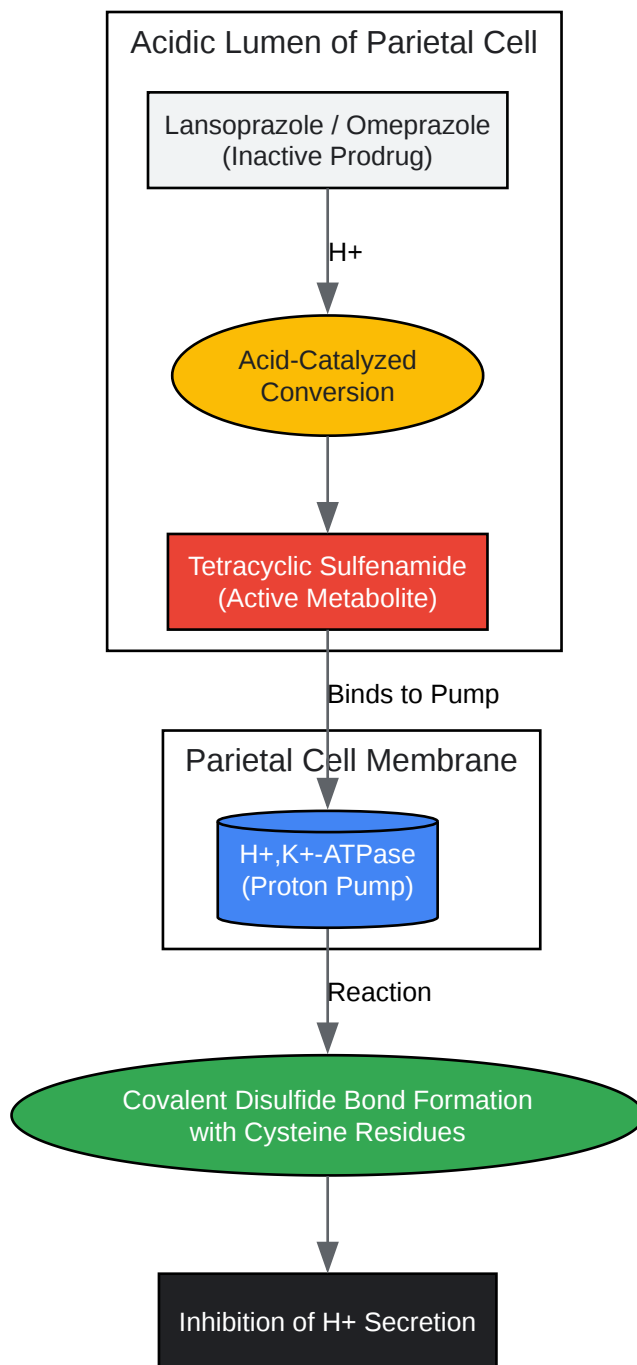 Acidic Lumen of Parietal Cell
Lansoprazole / Omeprazole
(Inactive Prodrug)
H+
Acid-Catalyzed
Conversion
Tetracyclic Sulfenamide
(Active Metabolite)
Binds to Pump
Parietal Cell Membrane
H+,K+-ATPase
(Proton Pump)
Reaction
Covalent Disulfide Bond Formation
with Cysteine Residues
Inhibition of H+ Secretion